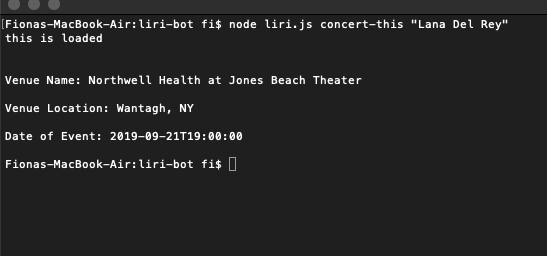 Fionas-MacBook-Air:liri-bot fi$ node liri.js concert-this "Lana Del Rey"
this is loaded
Venue Name: Northwell Health at Jones Beach Theater
Venue Location: Wantagh, NY
Date of Event: 2019-09-21T19:00:00
Fionas-MacBook-Air:liri-bot fi$